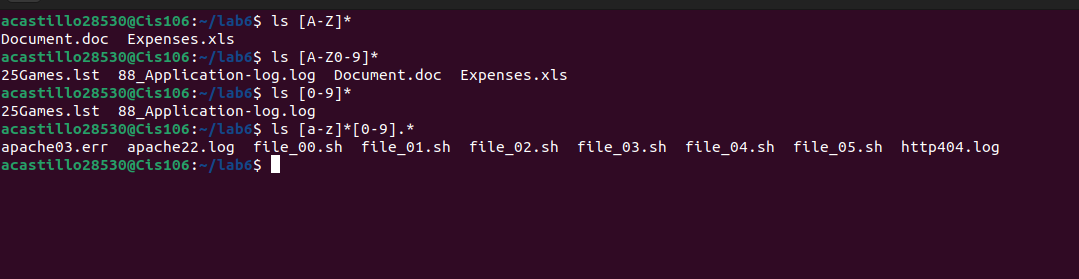 acastillo28530@Cis106:~/lab6$ ls [A-Z]*
Document.doc  Expenses.xls
acastillo28530@Cis106:~/lab6$ ls [A-Z0-9]*
25Games.lst  88_Application-log.log  Document.doc  Expenses.xls
acastillo28530@Cis106:~/lab6$ ls [0-9]*
25Games.lst  88_Application-log.log
acastillo28530@Cis106:~/lab6$ ls [a-z]*[0-9].*
apache03.err  apache22.log  file_00.sh  file_01.sh  file_02.sh  file_03.sh  file_04.sh  file_05.sh  http404.log
acastillo28530@Cis106:~/lab6$